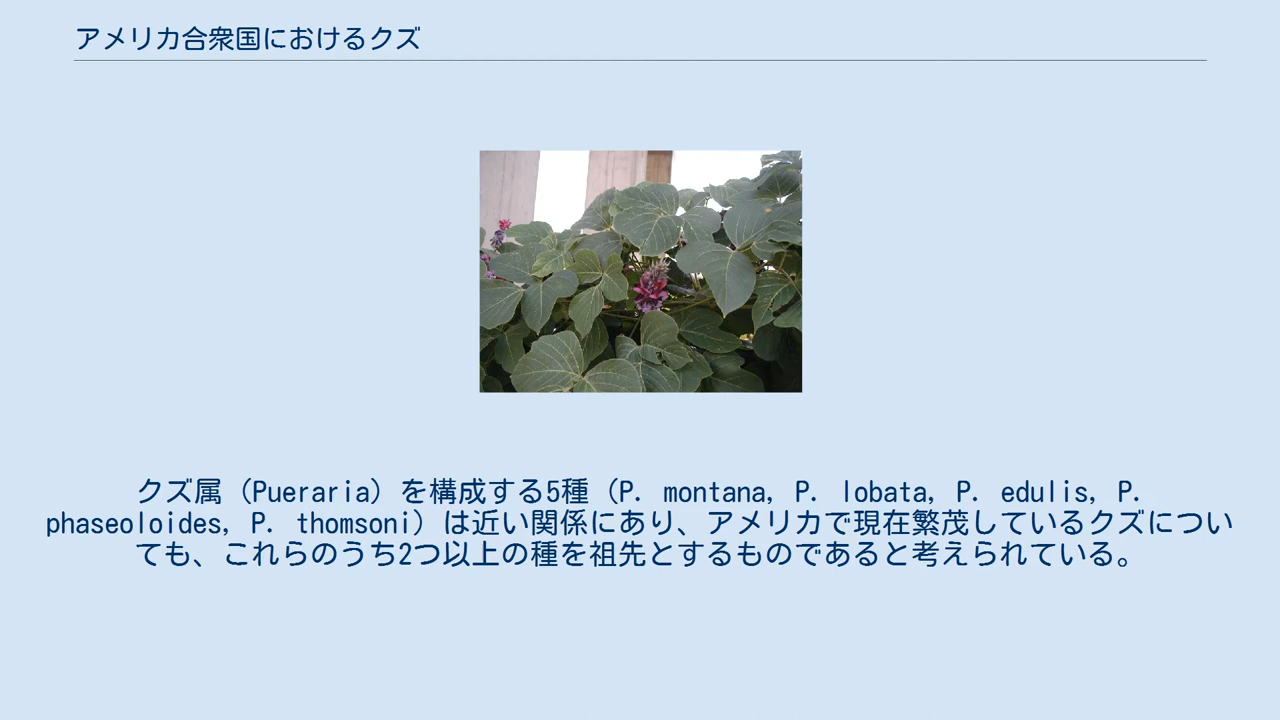 アメリカ合衆国におけるクズ
クズ属（Pueraria）を構成する5種（P. montana, P. lobata, P. edulis, P.
phaseoloides, P. thomsoni）は近い関係にあり、アメリカで現在繁茂しているクズについ
ても、これらのうち2つ以上の種を祖先とするものであると考えられている。